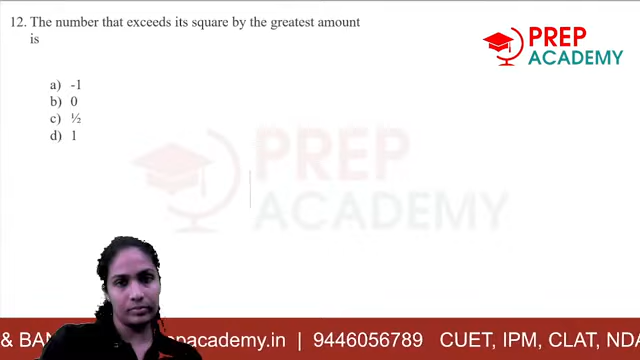 12. The number that exceeds its square by the greatest amount
is
a) -1
b) 0
c) ½
d) 1
PREP
ACADEMY
PREP
ACADEMY
& BAN
epacademy.in | 9446056789 CUET, IPM, CLAT, NDA